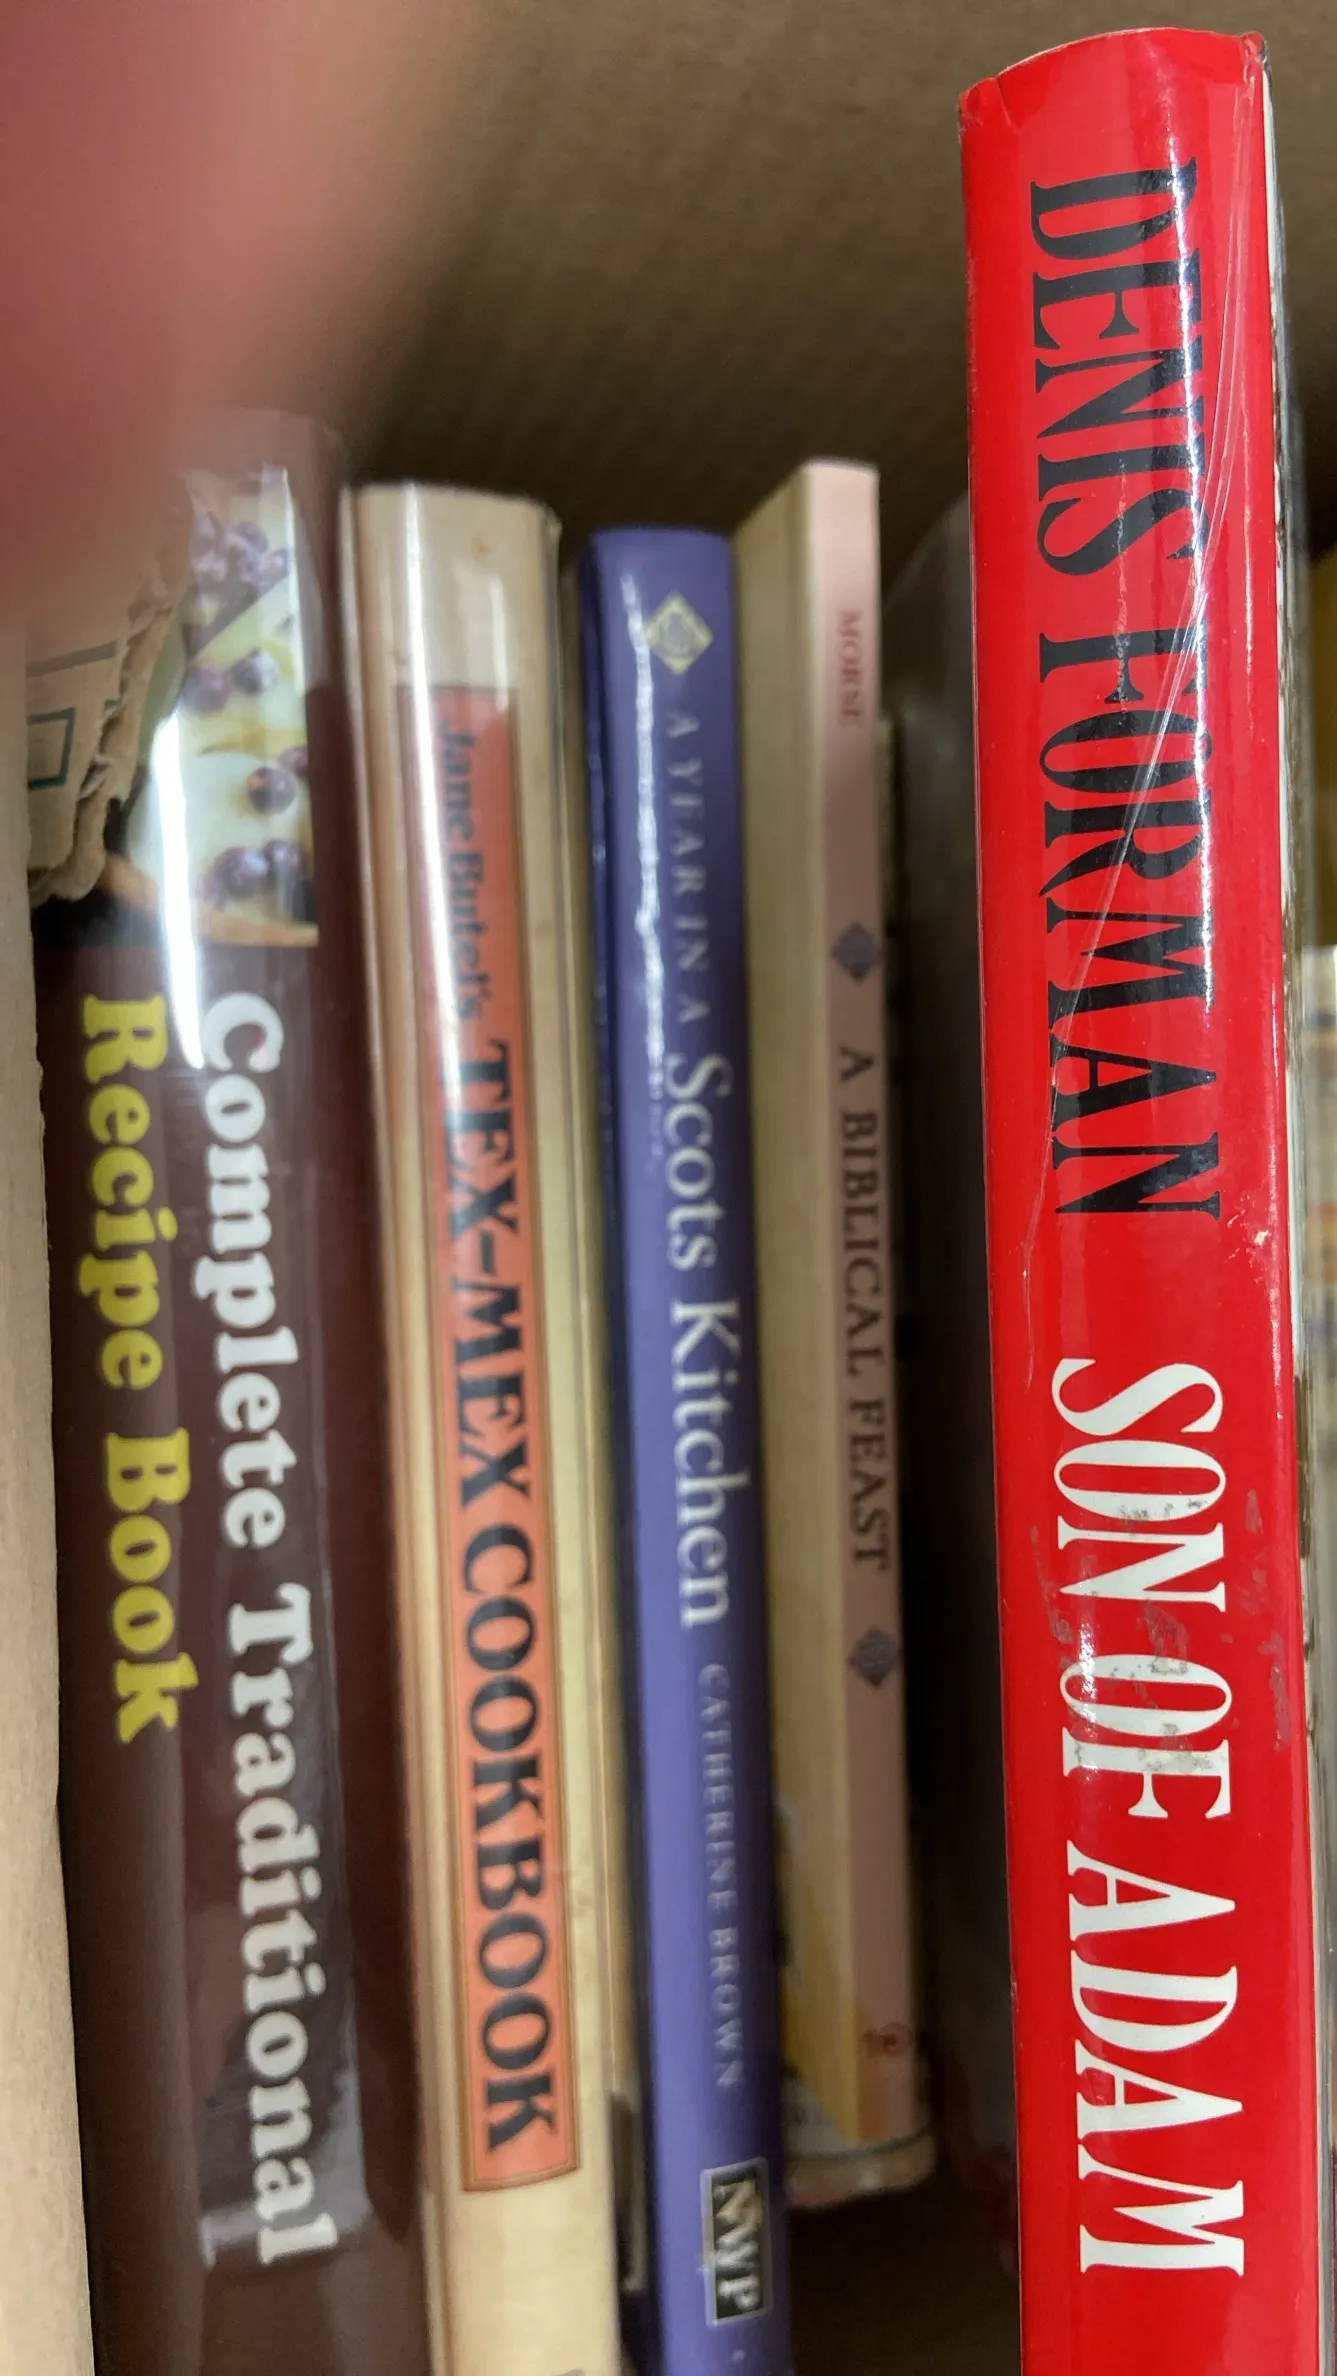 Complete Traditional
Recipe Book
Jane Butel's TEX-MEX COOKBOOK
A YEAR IN A Scots Kitchen CATHERINE BROWN
NWP
MORSE
A BIBLICAL FEAST
DENIS FORMAN SON OF ADAM